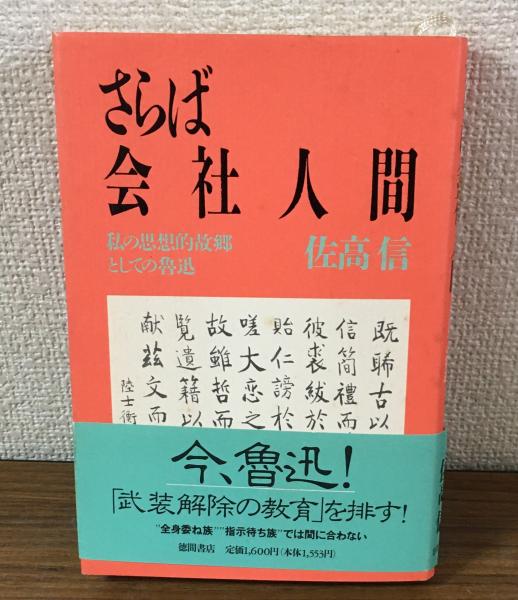 さらば
会社人間
私の思想的故郷
としての魯迅
佐高信
既睎古以
信簡禮而
彼裘紱於
貽仁謗於
嗟大恋之
故雖哲而
覧遺籍以
献玆文而
陸士衡
今、魯迅!
「武装解除の教育」を排す!
"全身委ね族""指示待ち族"では間に合わない
徳間書店 定価1,600円(本体1,553円)